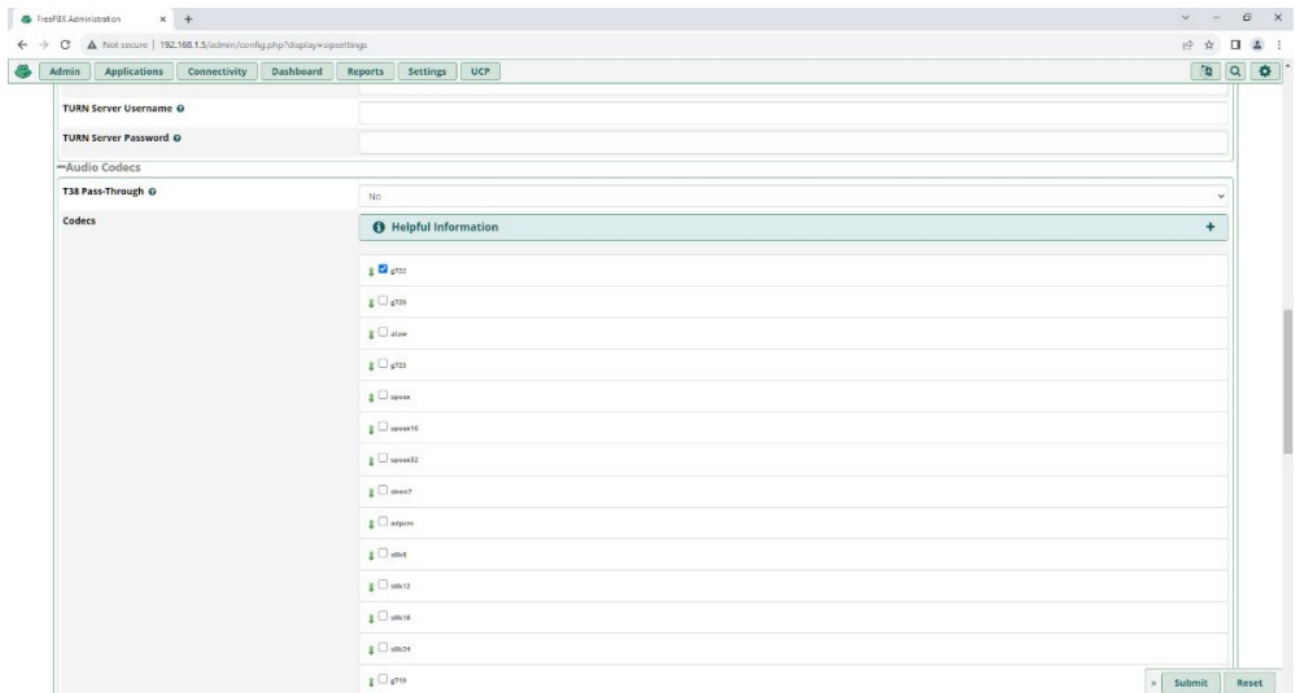 FreePBX Administration
Not secure | 192.168.1.5/admin/config.php?display=sipsettings
Admin Applications Connectivity Dashboard Reports Settings UCP
TURN Server Username
TURN Server Password
Audio Codecs
T38 Pass-Through
No
Codecs
Helpful Information
g722
g726
alaw
g723
speex
speex16
speex32
siren7
adpcm
silk8
silk12
silk16
silk24
g719
Submit Reset